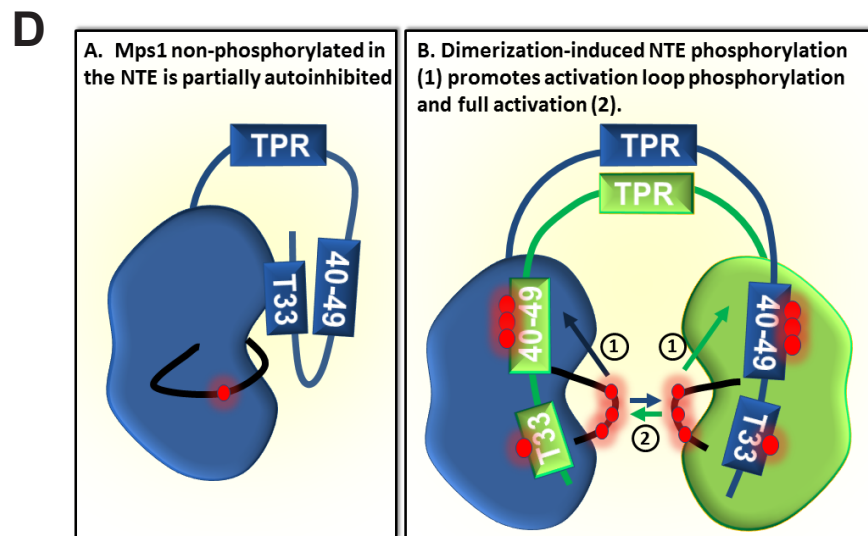 D
A. Mps1 non-phosphorylated in
the NTE is partially autoinhibited
TPR
T33
40-49
B. Dimerization-induced NTE phosphorylation
(1) promotes activation loop phosphorylation
and full activation (2).
TPR
TPR
40-49
40-49
1
1
2
T33
T33